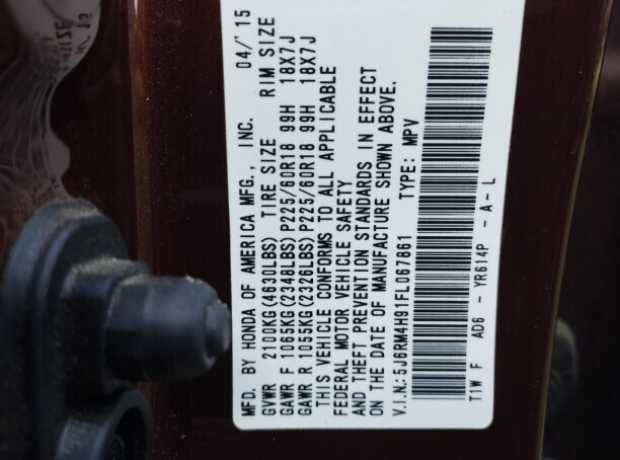 MFD. BY HONDA OF AMERICA MFG., INC. 04/'15
GVWR 2100KG(4630LBS) TIRE SIZE RIM SIZE
GAWR F 1065KG(2348LBS) P225/60R18 99H 18X7J
GAWR R 1055KG(2326LBS) P225/60R18 99H 18X7J
THIS VEHICLE CONFORMS TO ALL APPLICABLE
FEDERAL MOTOR VEHICLE SAFETY
AND THEFT PREVENTION STANDARDS IN EFFECT
ON THE DATE OF MANUFACTURE SHOWN ABOVE.
V.I.N.: 5J6RM4H91FL067861 TYPE: MPV
T1W F AD6 - YR614P - A - L